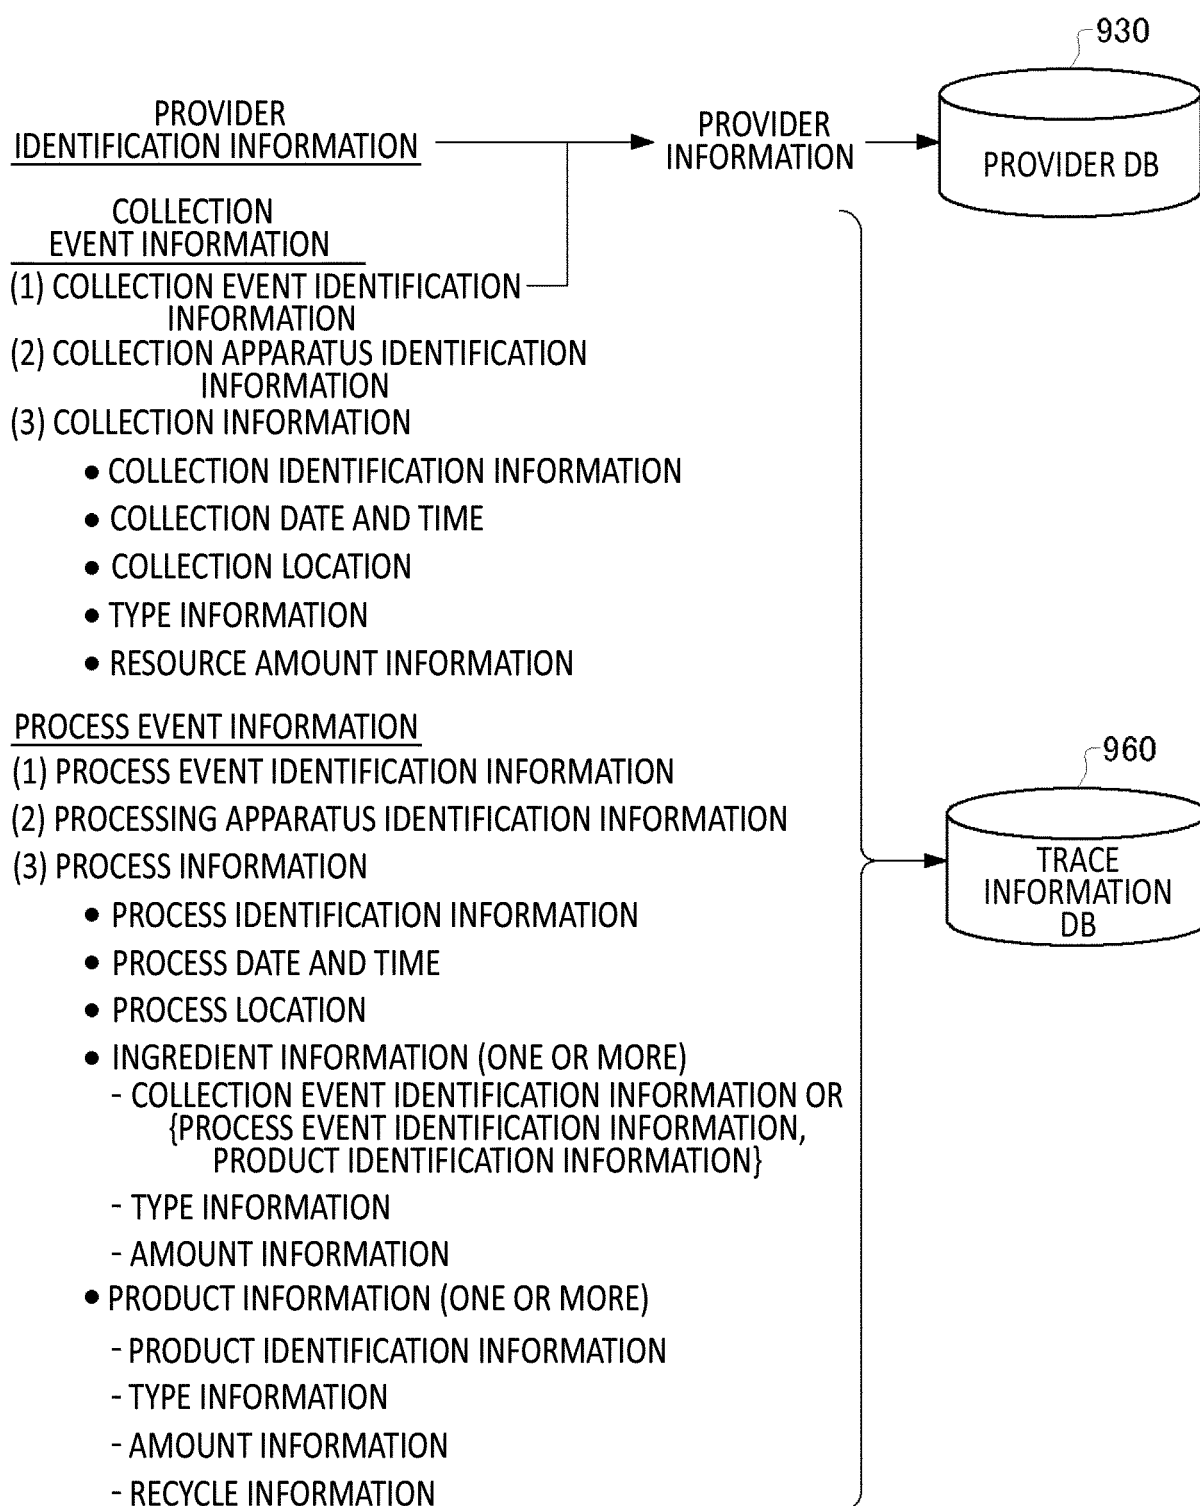 930
PROVIDER
IDENTIFICATION INFORMATION
PROVIDER
INFORMATION
PROVIDER DB
COLLECTION
EVENT INFORMATION
(1) COLLECTION EVENT IDENTIFICATION
INFORMATION
(2) COLLECTION APPARATUS IDENTIFICATION
INFORMATION
(3) COLLECTION INFORMATION
● COLLECTION IDENTIFICATION INFORMATION
● COLLECTION DATE AND TIME
● COLLECTION LOCATION
● TYPE INFORMATION
● RESOURCE AMOUNT INFORMATION
PROCESS EVENT INFORMATION
(1) PROCESS EVENT IDENTIFICATION INFORMATION
(2) PROCESSING APPARATUS IDENTIFICATION INFORMATION
(3) PROCESS INFORMATION
● PROCESS IDENTIFICATION INFORMATION
● PROCESS DATE AND TIME
● PROCESS LOCATION
● INGREDIENT INFORMATION (ONE OR MORE)
- COLLECTION EVENT IDENTIFICATION INFORMATION OR
{PROCESS EVENT IDENTIFICATION INFORMATION,
PRODUCT IDENTIFICATION INFORMATION}
- TYPE INFORMATION
- AMOUNT INFORMATION
● PRODUCT INFORMATION (ONE OR MORE)
- PRODUCT IDENTIFICATION INFORMATION
- TYPE INFORMATION
- AMOUNT INFORMATION
- RECYCLE INFORMATION
960
TRACE
INFORMATION
DB